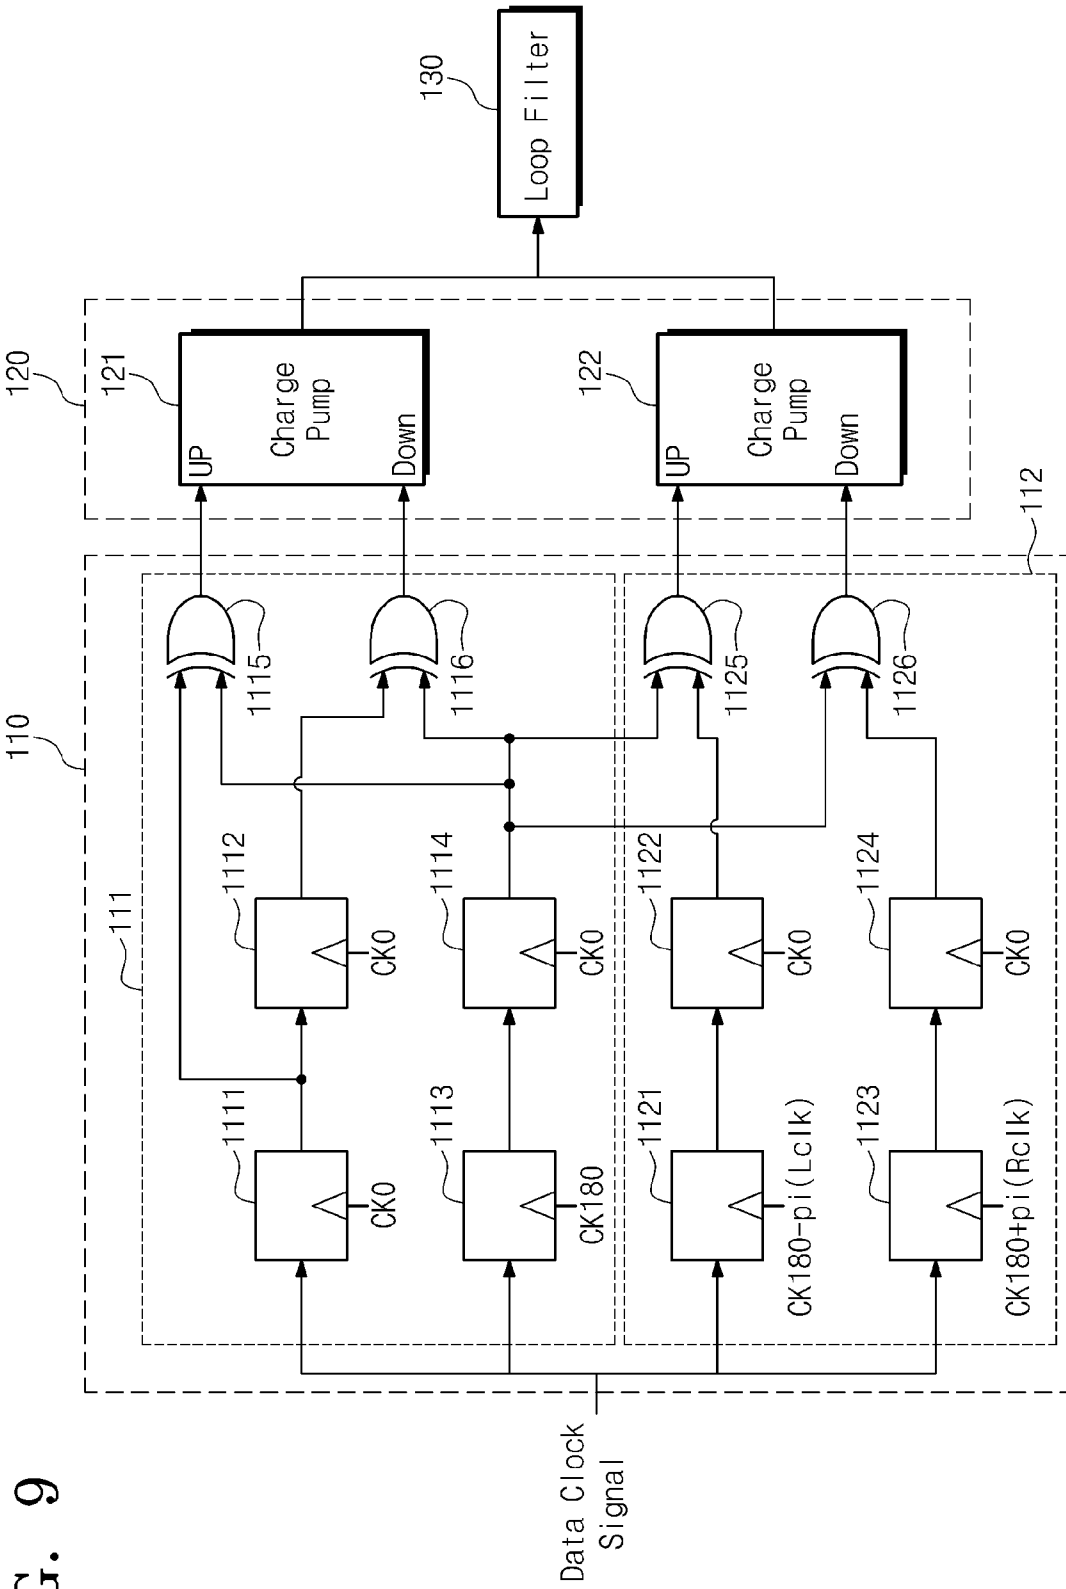 G. 9
110
120
111
1111
CK0
1112
CK0
1115
UP
121
Charge
Pump
Down
1113
CK180
1114
CK0
1116
130
Loop Filter
Data Clock
Signal
1121
CK180-pi(Lclk)
1122
CK0
1125
UP
122
Charge
Pump
Down
1123
CK180+pi(Rclk)
1124
CK0
1126
112